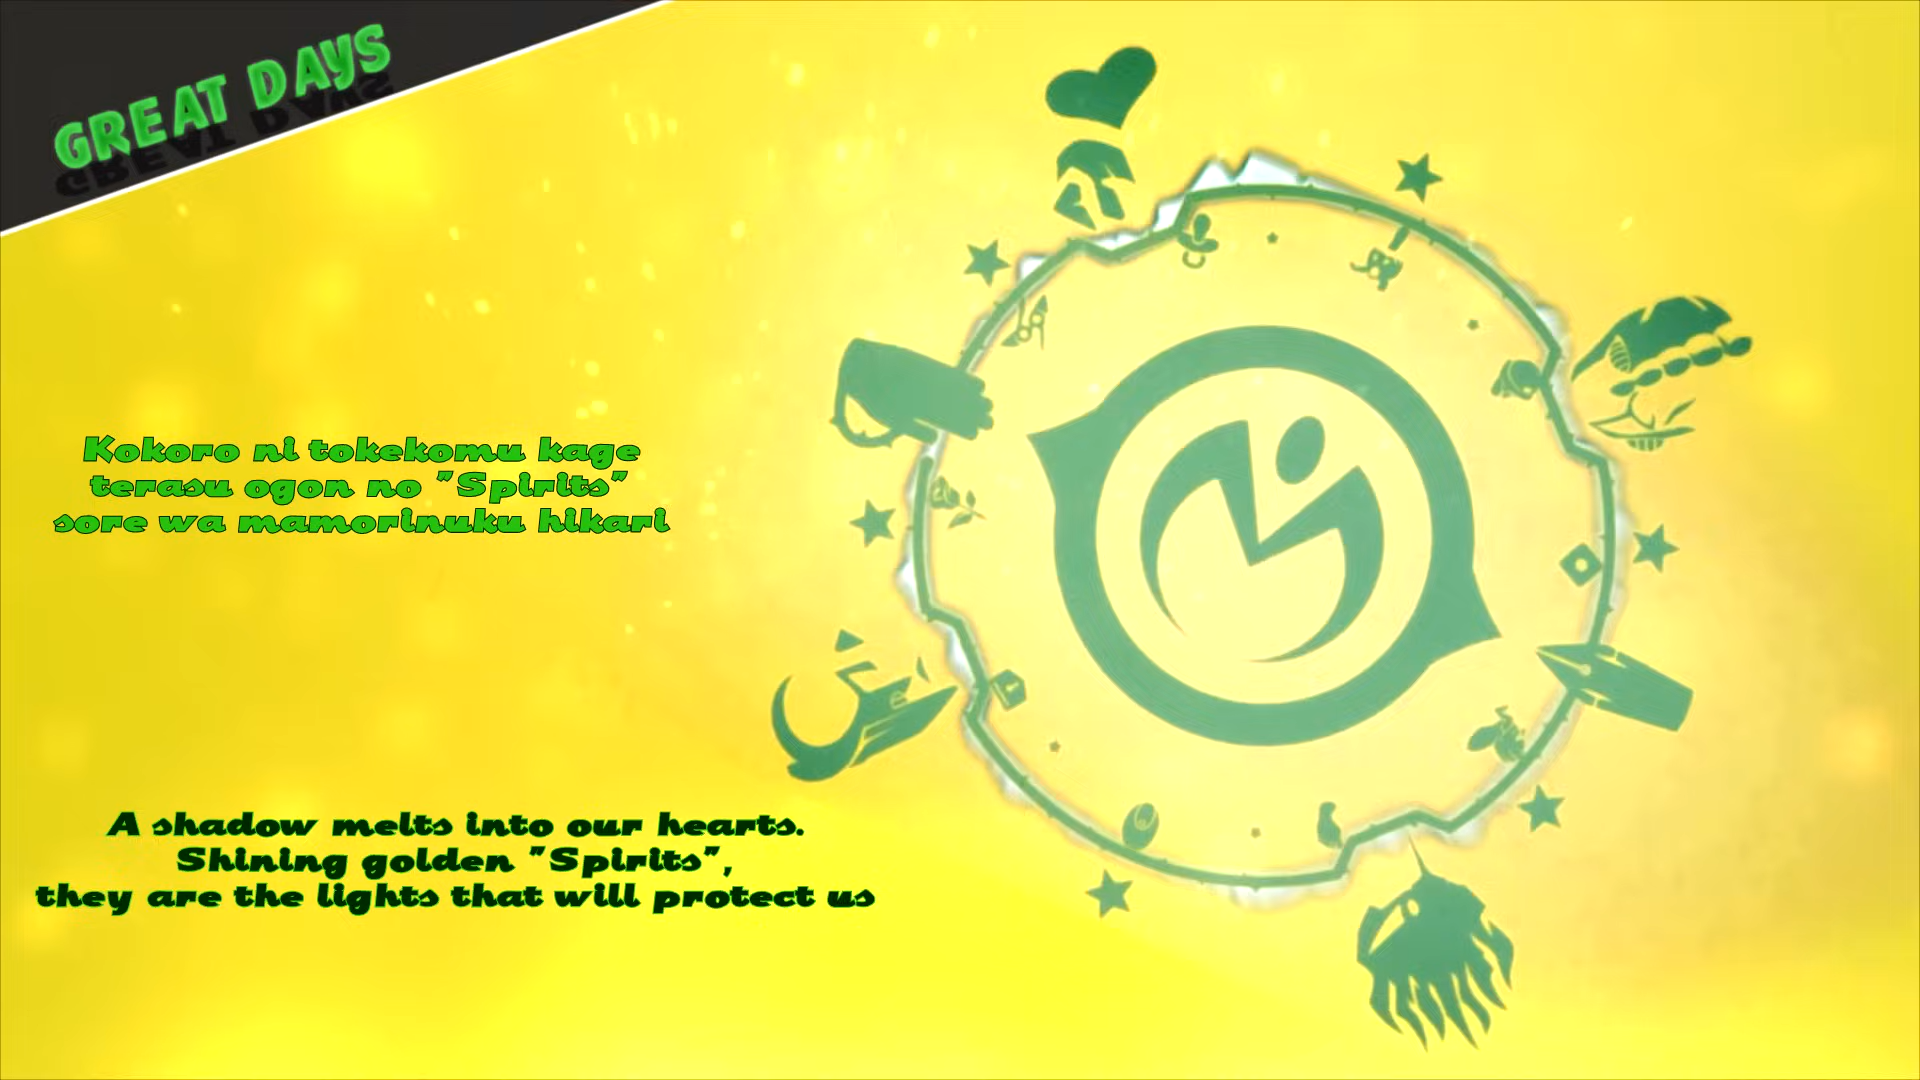 GREAT DAYS
Kokoro ni tokekomu kage
terasu ogon no "Spirits"
sore wa mamorinuku hikari
A shadow melts into our hearts.
Shining golden "Spirits",
they are the lights that will protect us